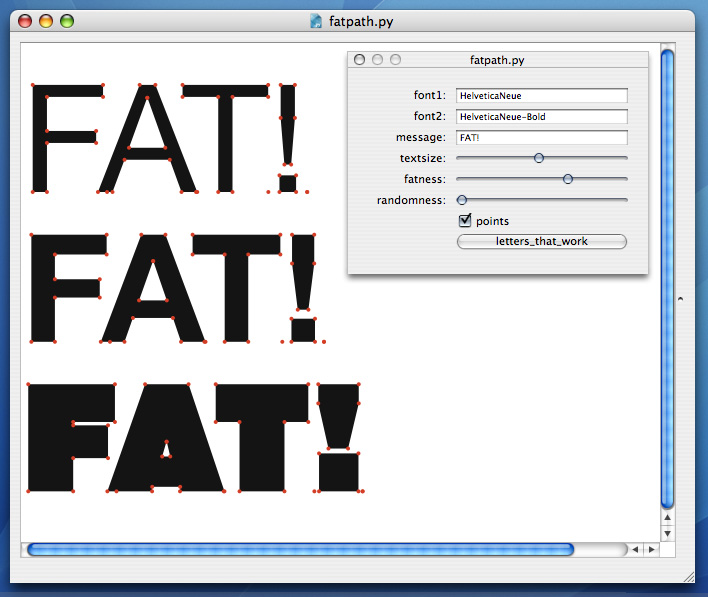 fatpath.py
FAT!
FAT!
FAT!
fatpath.py
font1: HelveticaNeue
font2: HelveticaNeue-Bold
message: FAT!
textsize:
fatness:
randomness:
points
letters_that_work